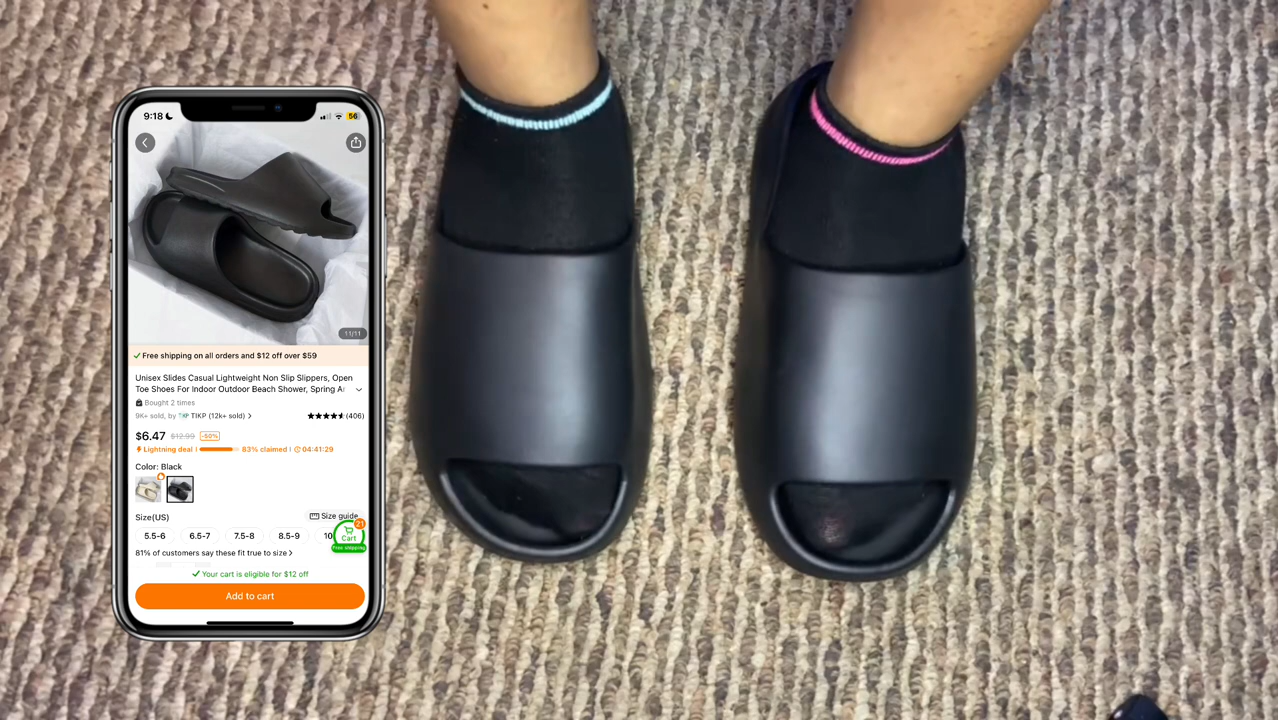 9:18
56
11/11
Free shipping on all orders and $12 off over $59
Unisex Slides Casual Lightweight Non Slip Slippers, Open
Toe Shoes For Indoor Outdoor Beach Shower, Spring A
Bought 2 times
9K+ sold, by TIKP TIKP (12k+ sold) >
(406)
$6.47 $12.99 -50%
Lightning deal | 83% claimed | 04:41:29
Color: Black
Size(US)
Size guide
5.5-6 6.5-7 7.5-8 8.5-9 10
21
Cart
Free shipping
81% of customers say these fit true to size >
Your cart is eligible for $12 off
Add to cart